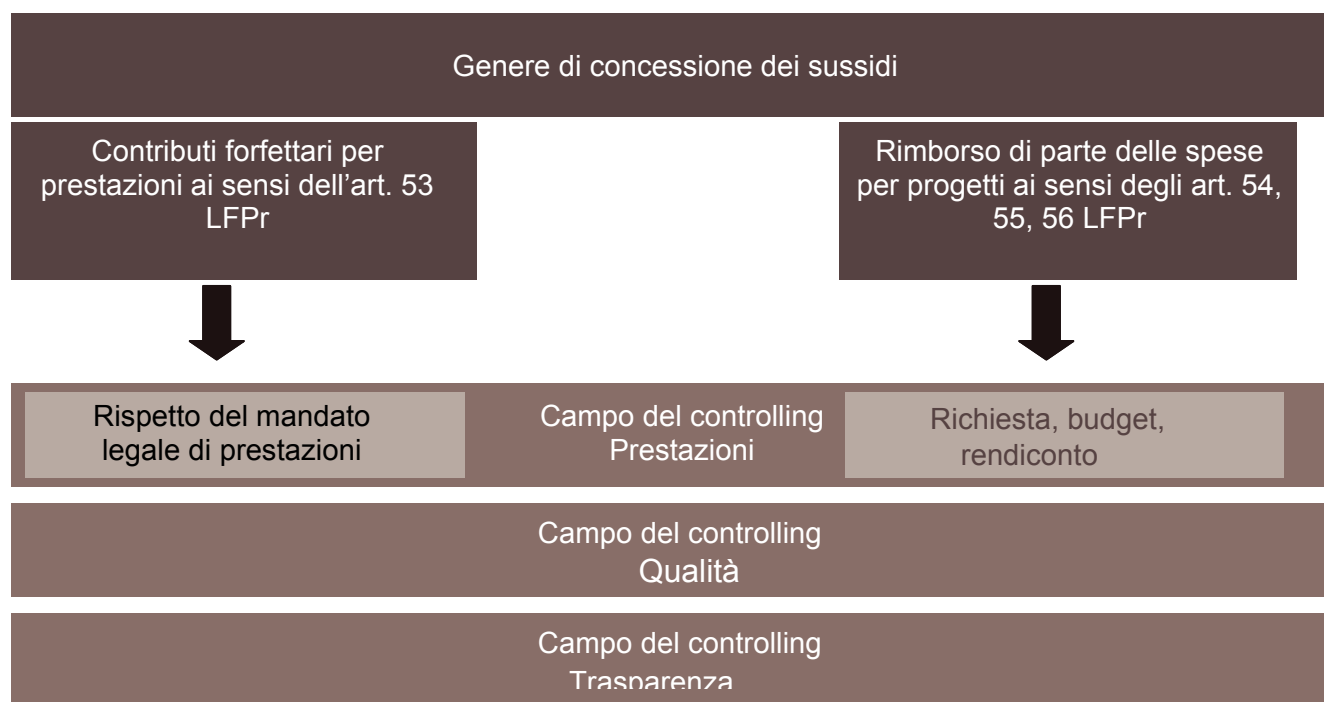 Genere di concessione dei sussidi
Contributi forfettari per
prestazioni ai sensi dell’art. 53
LFPr
Rimborso di parte delle spese
per progetti ai sensi degli art. 54,
55, 56 LFPr
Rispetto del mandato
legale di prestazioni
Campo del controlling
Prestazioni
Richiesta, budget,
rendiconto
Campo del controlling
Qualità
Campo del controlling
Trasparenza